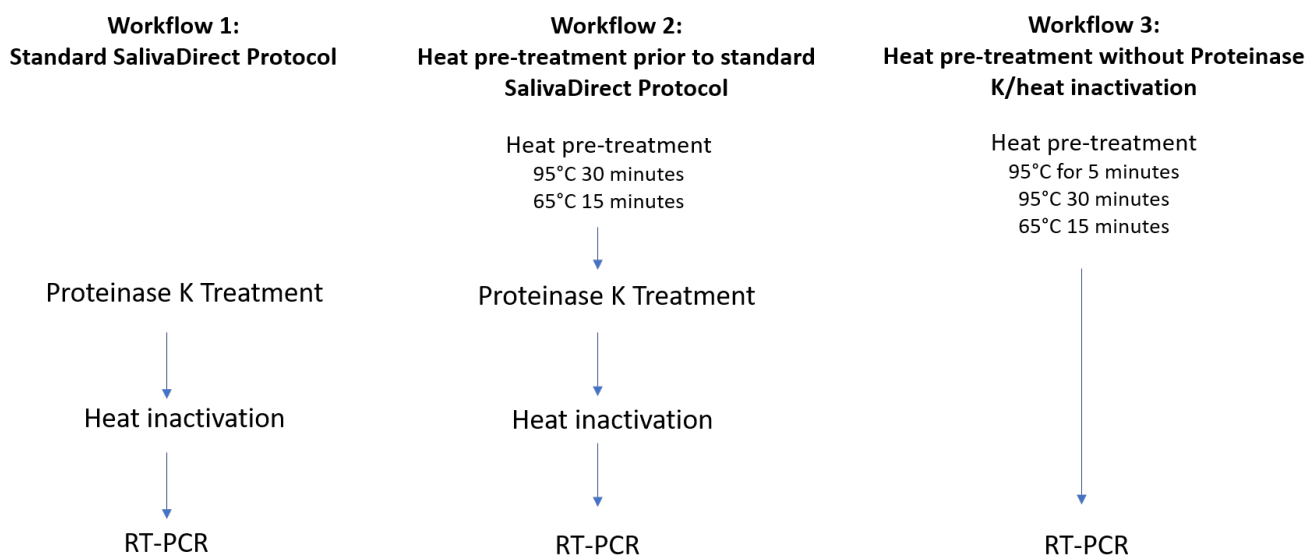 Workflow 1:
Standard SalivaDirect Protocol
Proteinase K Treatment
Heat inactivation
RT-PCR
Workflow 2:
Heat pre-treatment prior to standard
SalivaDirect Protocol
Heat pre-treatment
95°C 30 minutes
65°C 15 minutes
Proteinase K Treatment
Heat inactivation
RT-PCR
Workflow 3:
Heat pre-treatment without Proteinase
K/heat inactivation
Heat pre-treatment
95°C for 5 minutes
95°C 30 minutes
65°C 15 minutes
RT-PCR